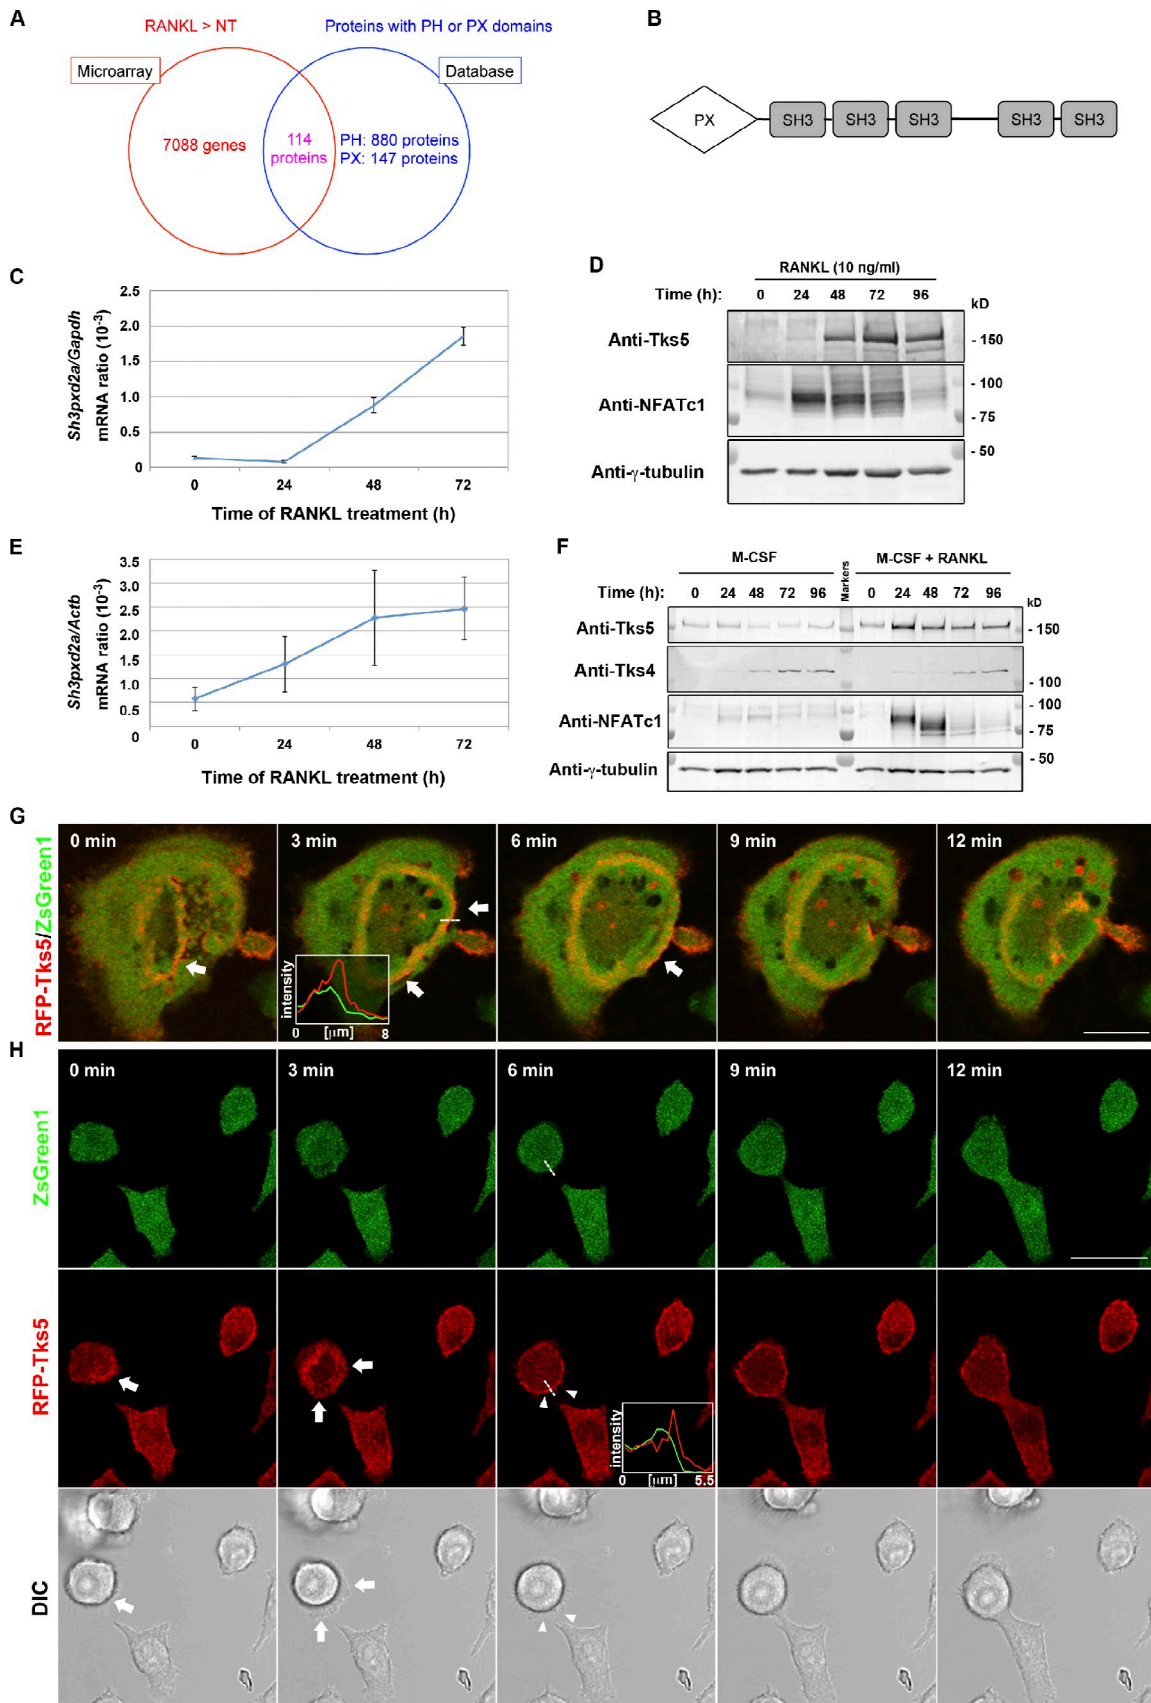 A
RANKL > NT
Proteins with PH or PX domains
Microarray
Database
7088 genes
114
proteins
PH: 880 proteins
PX: 147 proteins
B
PX
SH3
SH3
SH3
SH3
SH3
C
Sh3pxd2a/Gapdh
mRNA ratio (10⁻³)
2.5
2.0
1.5
1.0
0.5
0
0
24
48
72
Time of RANKL treatment (h)
D
RANKL (10 ng/ml)
Time (h): 0 24 48 72 96
kD
Anti-Tks5
- 150
Anti-NFATc1
- 100
- 75
Anti-γ-tubulin
- 50
E
Sh3pxd2a/Actb
mRNA ratio (10⁻³)
3.5
3.0
2.5
2.0
1.5
1.0
0.5
0
0
24
48
72
Time of RANKL treatment (h)
F
M-CSF
Markers
M-CSF + RANKL
Time (h): 0 24 48 72 96 0 24 48 72 96
kD
Anti-Tks5
- 150
Anti-Tks4
- 100
Anti-NFATc1
- 100
- 75
Anti-γ-tubulin
- 50
G
RFP-Tks5/ZsGreen1
0 min
3 min
6 min
9 min
12 min
intensity
0 [μm] 8
H
ZsGreen1
0 min
3 min
6 min
9 min
12 min
RFP-Tks5
intensity
0 [μm] 5.5
DIC